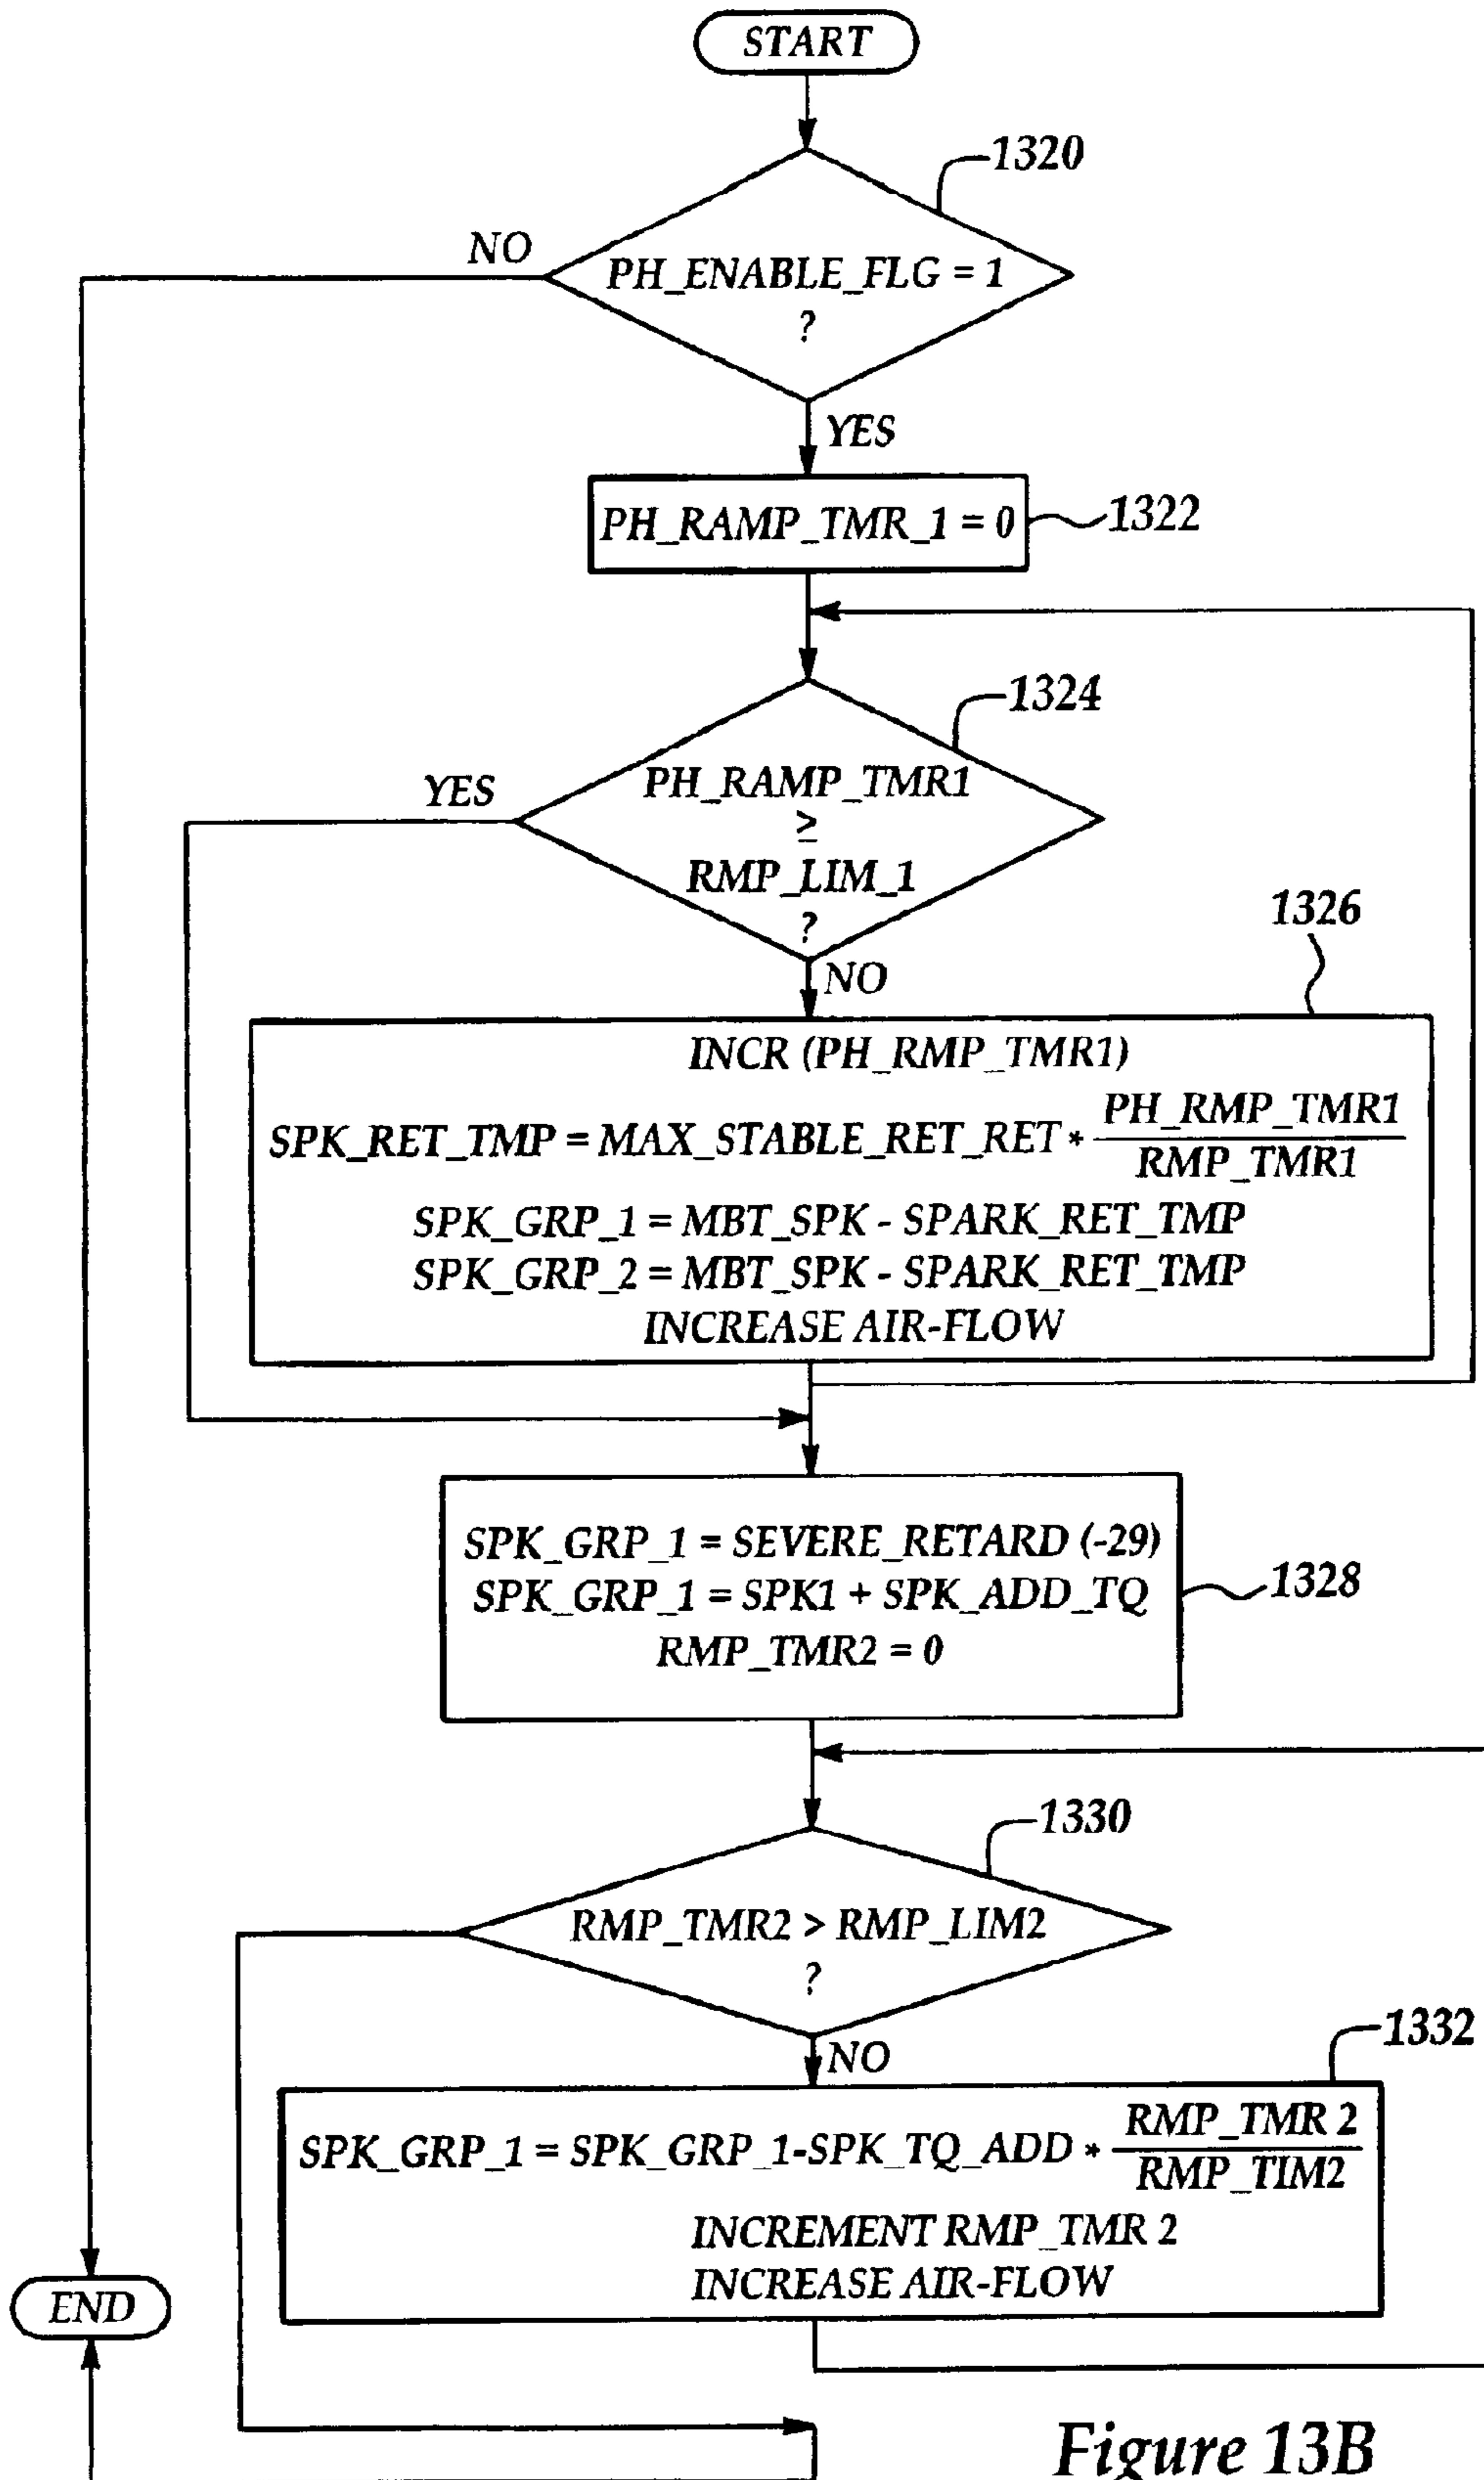 START
1320
NO
PH_ENABLE_FLG = 1
?
YES
PH_RAMP_TMR_1 = 0
1322
1324
YES
PH_RAMP_TMR1
≥
RMP_LIM_1
?
1326
NO
INCR (PH_RMP_TMR1)
SPK_RET_TMP = MAX_STABLE_RET_RET * PH_RMP_TMR1 / RMP_TMR1
SPK_GRP_1 = MBT_SPK - SPARK_RET_TMP
SPK_GRP_2 = MBT_SPK - SPARK_RET_TMP
INCREASE AIR-FLOW
SPK_GRP_1 = SEVERE_RETARD (-29)
SPK_GRP_1 = SPK1 + SPK_ADD_TQ
RMP_TMR2 = 0
1328
1330
RMP_TMR2 > RMP_LIM2
?
1332
NO
SPK_GRP_1 = SPK_GRP_1-SPK_TQ_ADD * RMP_TMR 2 / RMP_TIM2
INCREMENT RMP_TMR 2
INCREASE AIR-FLOW
END
Figure 13B